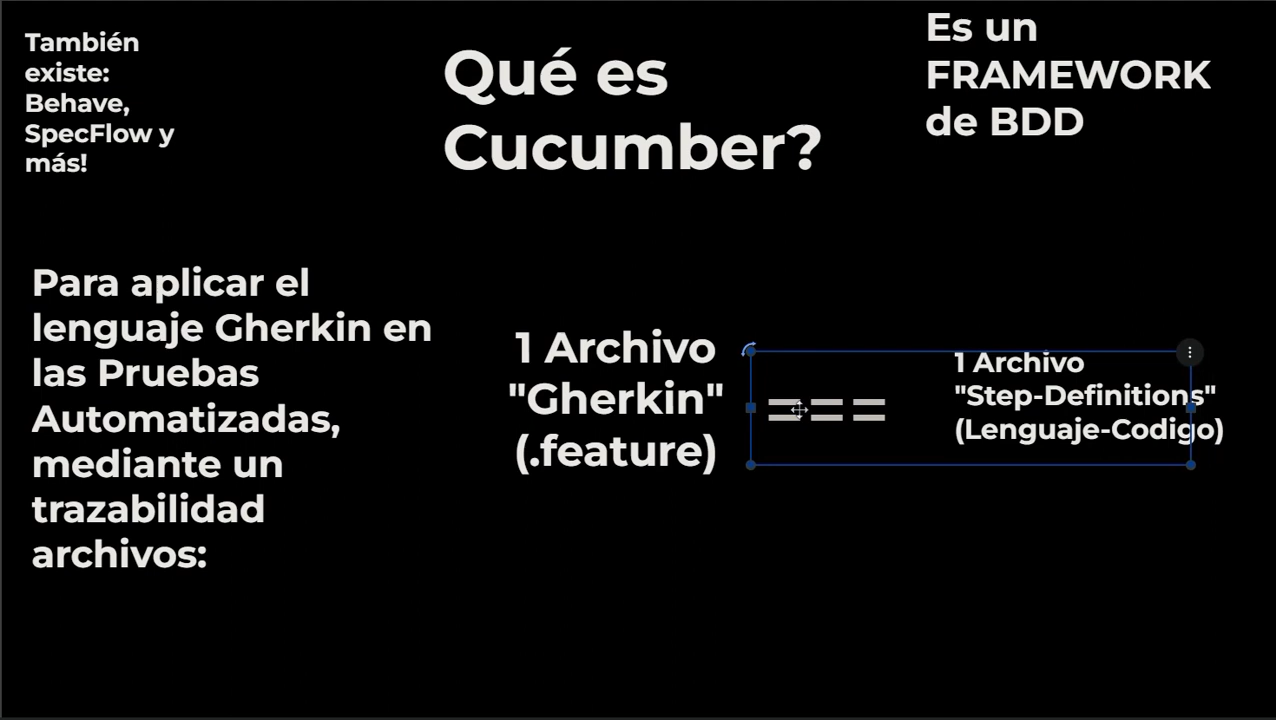 También
existe:
Behave,
SpecFlow y
más!
Qué es
Cucumber?
Es un
FRAMEWORK
de BDD
Para aplicar el
lenguaje Gherkin en
las Pruebas
Automatizadas,
mediante un
trazabilidad
archivos:
1 Archivo
"Gherkin"
(.feature)
===
1 Archivo
"Step-Definitions"
(Lenguaje-Codigo)